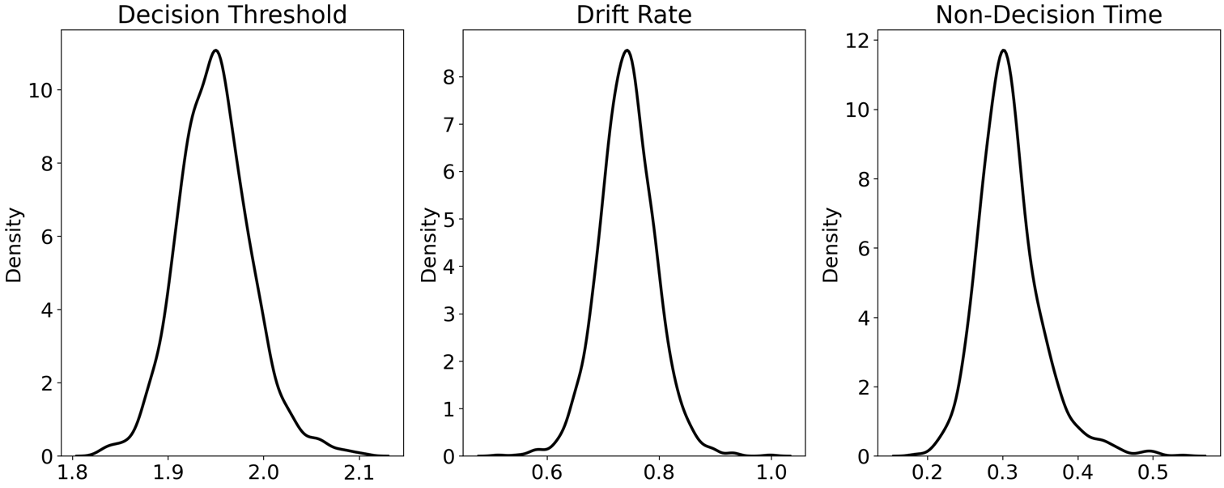 Decision Threshold
Density
10
8
6
4
2
0
1.8 1.9 2.0 2.1
Drift Rate
Density
8
7
6
5
4
3
2
1
0
0.6 0.8 1.0
Non-Decision Time
Density
12
10
8
6
4
2
0
0.2 0.3 0.4 0.5